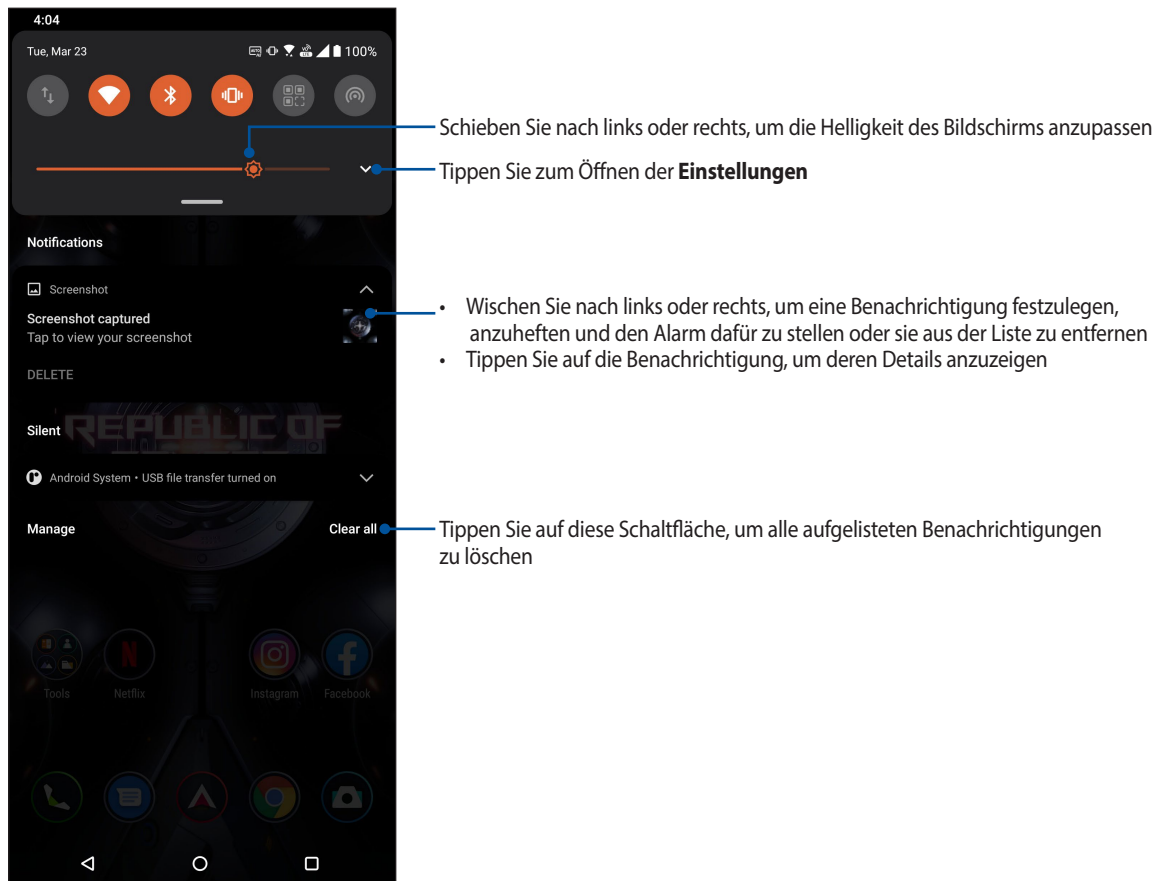 4:04
Tue, Mar 23
100%
Schieben Sie nach links oder rechts, um die Helligkeit des Bildschirms anzupassen
Tippen Sie zum Öffnen der Einstellungen
Notifications
Screenshot
Screenshot captured
Tap to view your screenshot
• Wischen Sie nach links oder rechts, um eine Benachrichtigung festzulegen,
anzuheften und den Alarm dafür zu stellen oder sie aus der Liste zu entfernen
• Tippen Sie auf die Benachrichtigung, um deren Details anzuzeigen
DELETE
Silent
REPUBLIC OF
Android System • USB file transfer turned on
Manage
Clear all
Tippen Sie auf diese Schaltfläche, um alle aufgelisteten Benachrichtigungen
zu löschen
Tools
Netflix
Instagram
Facebook